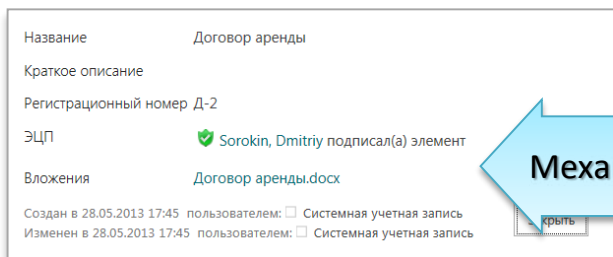 Название Договор аренды
Краткое описание
Регистрационный номер Д-2
ЭЦП Sorokin, Dmitriy подписал(а) элемент
Вложения Договор аренды.docx
Меха
Создан в 28.05.2013 17:45 пользователем: Системная учетная запись
Изменен в 28.05.2013 17:45 пользователем: Системная учетная запись